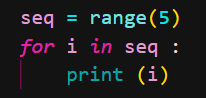 seq = range(5)
for i in seq :
    print (i)